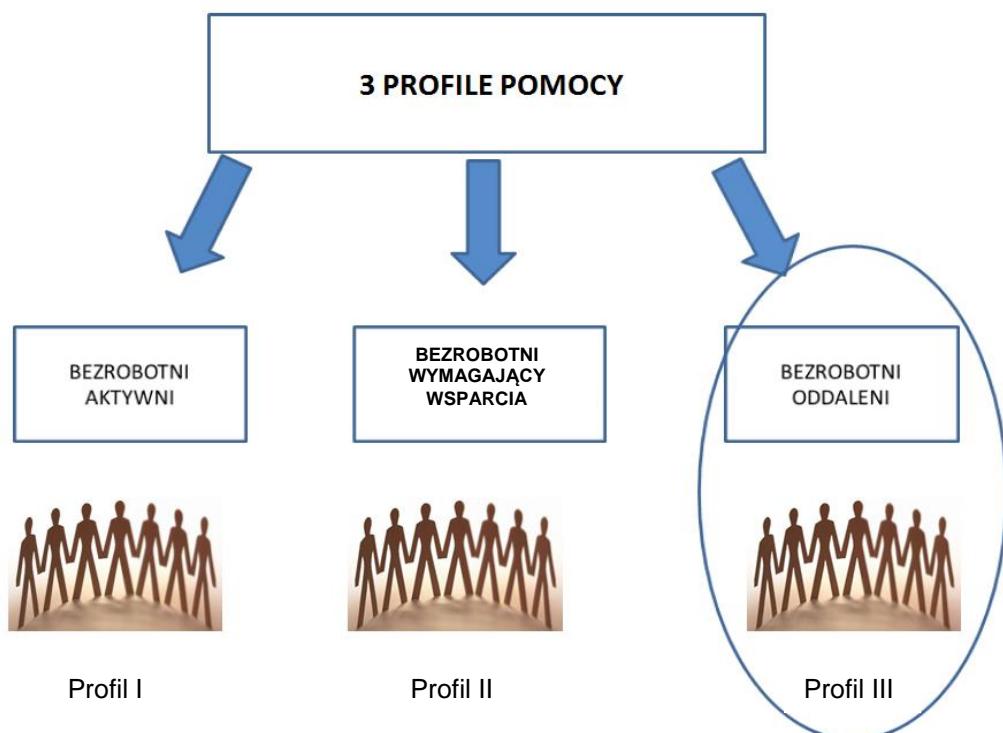 3 PROFILE POMOCY
BEZROBOTNI
AKTYWNI
BEZROBOTNI
WYMAGAJĄCY
WSPARCIA
BEZROBOTNI
ODDALENI
Profil I
Profil II
Profil III